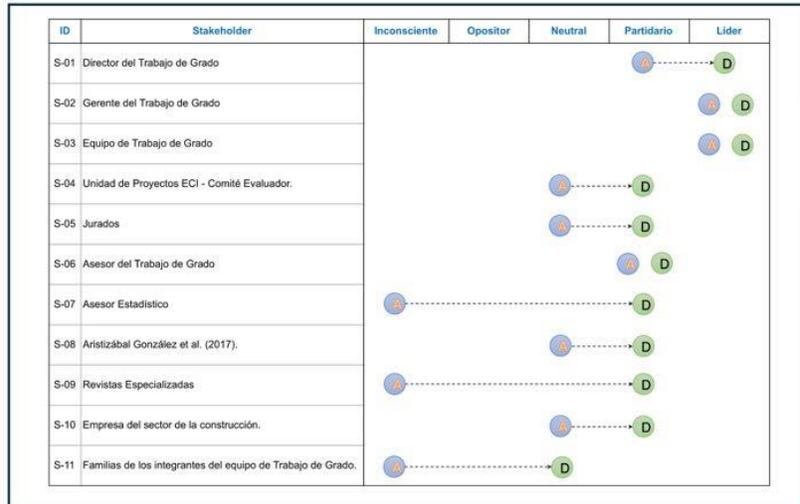 ID Stakeholder Inconsciente Opositor Neutral Partidario Líder
S-01 Director del Trabajo de Grado A D
S-02 Gerente del Trabajo de Grado A D
S-03 Equipo de Trabajo de Grado A D
S-04 Unidad de Proyectos ECI - Comité Evaluador. A D
S-05 Jurados A D
S-06 Asesor del Trabajo de Grado A D
S-07 Asesor Estadístico A D
S-08 Aristizábal González et al. (2017). A D
S-09 Revistas Especializadas A D
S-10 Empresa del sector de la construcción. A D
S-11 Familias de los integrantes del equipo de Trabajo de Grado. A D